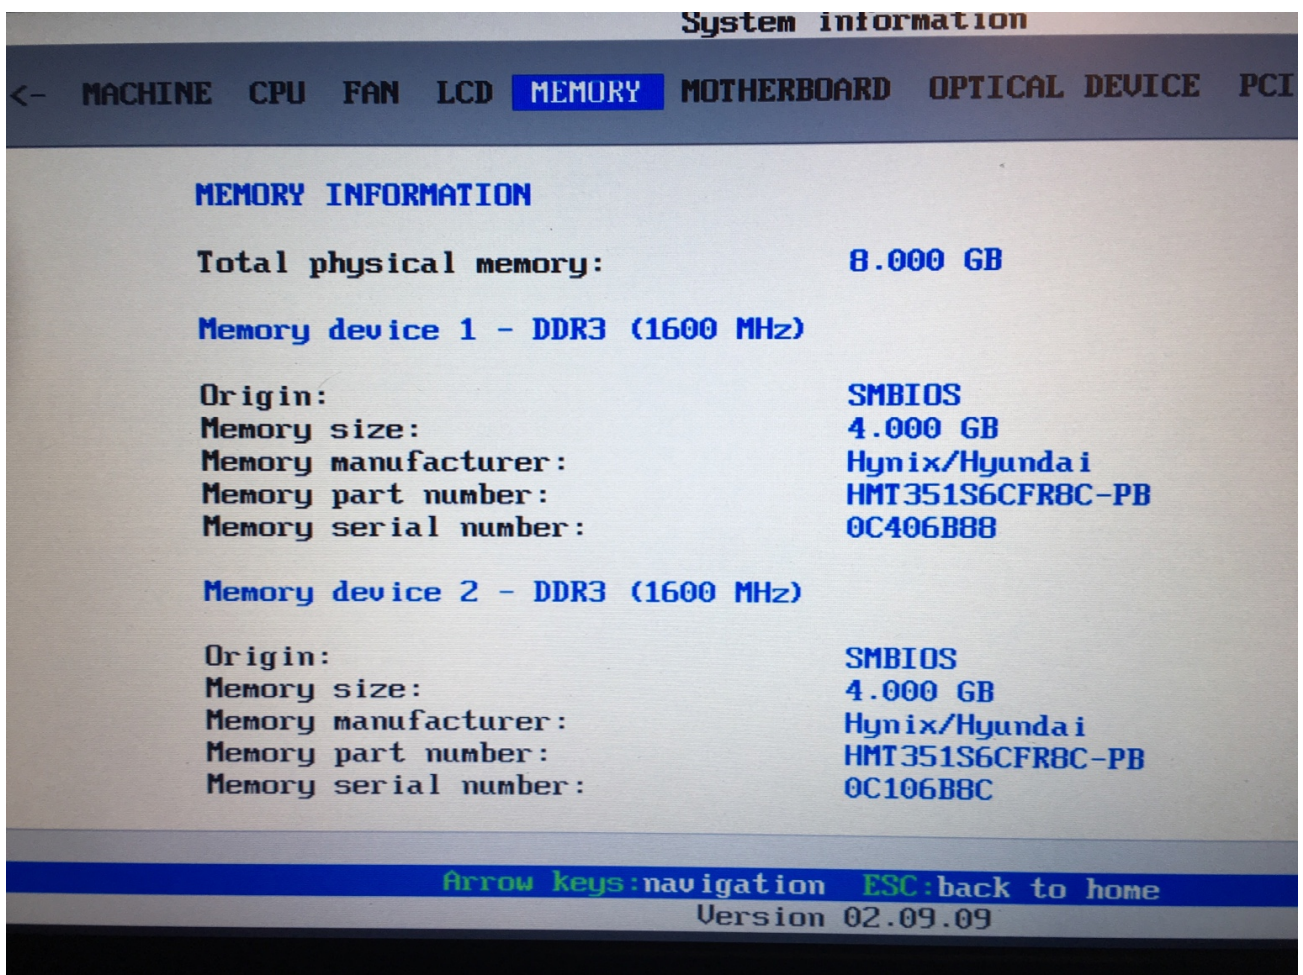 System information
<- MACHINE CPU FAN LCD MEMORY MOTHERBOARD OPTICAL DEVICE PCI
MEMORY INFORMATION
Total physical memory: 8.000 GB
Memory device 1 - DDR3 (1600 MHz)
Origin: SMBIOS
Memory size: 4.000 GB
Memory manufacturer: Hynix/Hyundai
Memory part number: HMT351S6CFR8C-PB
Memory serial number: 0C406B88
Memory device 2 - DDR3 (1600 MHz)
Origin: SMBIOS
Memory size: 4.000 GB
Memory manufacturer: Hynix/Hyundai
Memory part number: HMT351S6CFR8C-PB
Memory serial number: 0C106B8C
Arrow keys:navigation ESC:back to home
Version 02.09.09